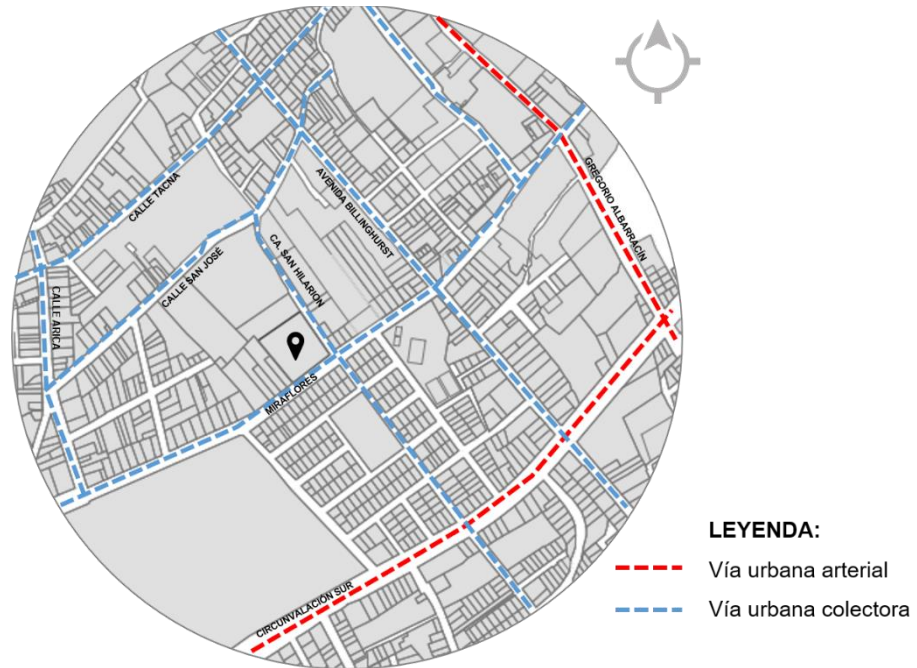 GREGORIO ALBARRACÍN
CALLE TACNA
AVENIDA BILLINGHURST
CALLE SAN JOSÉ
CA. SAN HILARIÓN
CALLE ARICA
MIRAFLORES
CIRCUNVALACIÓN SUR
LEYENDA:
Vía urbana arterial
Vía urbana colectora